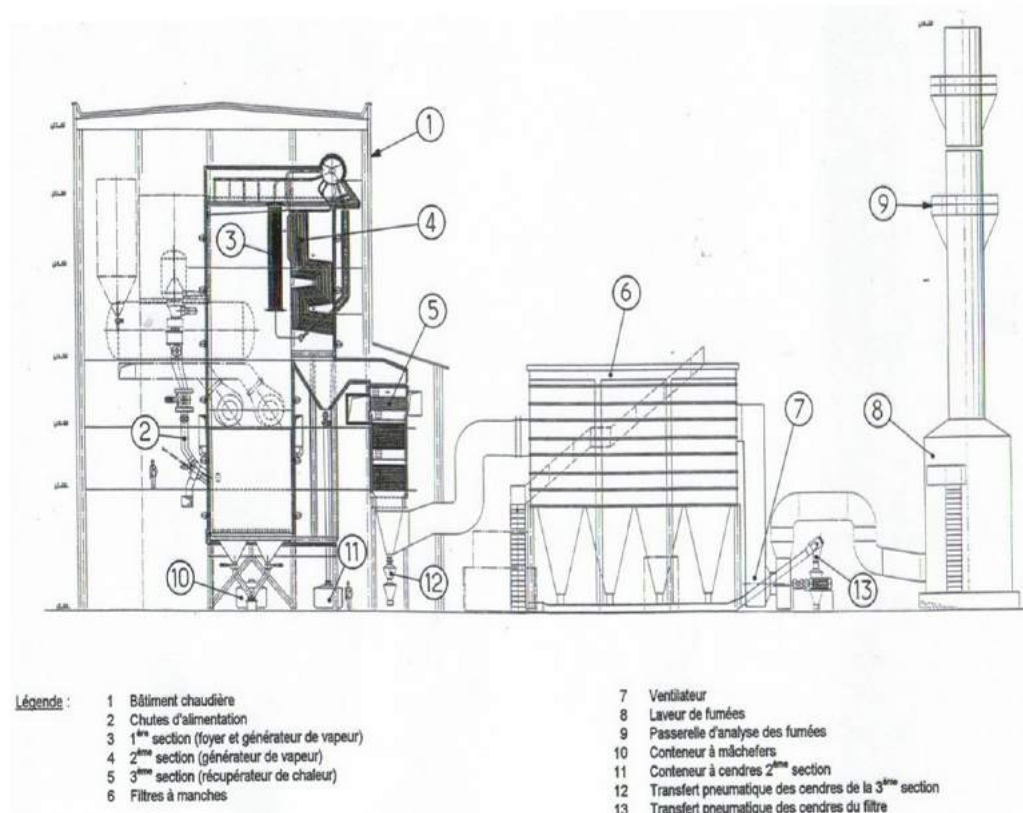 1
9
4
3
6
5
7
8
2
11
12
10
13
Légende :
1 Bâtiment chaudière
2 Chutes d'alimentation
3 1ère section (foyer et générateur de vapeur)
4 2ème section (générateur de vapeur)
5 3ème section (récupérateur de chaleur)
6 Filtres à manches
7 Ventilateur
8 Laveur de fumées
9 Passerelle d'analyse des fumées
10 Conteneur à mâchefers
11 Conteneur à cendres 2ème section
12 Transfert pneumatique des cendres de la 3ème section
13 Transfert pneumatique des cendres du filtre